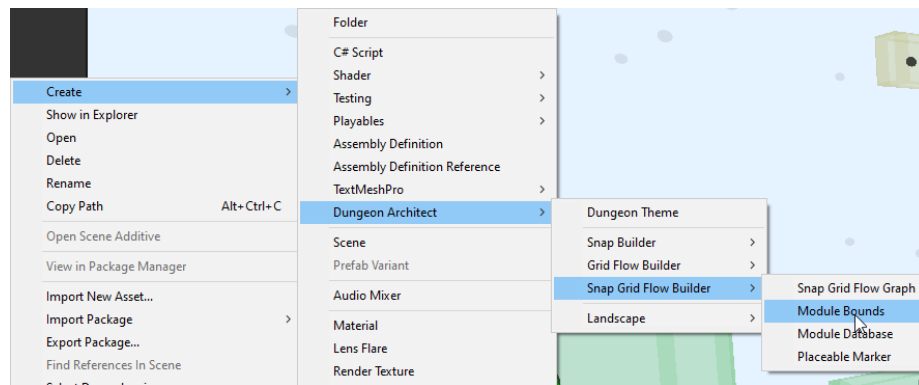 Create
Show in Explorer
Open
Delete
Rename
Copy Path Alt+Ctrl+C
Open Scene Additive
View in Package Manager
Import New Asset...
Import Package
Export Package...
Find References In Scene
Folder
C# Script
Shader
Testing
Playables
Assembly Definition
Assembly Definition Reference
TextMeshPro
Dungeon Architect
Scene
Prefab Variant
Audio Mixer
Material
Lens Flare
Render Texture
Dungeon Theme
Snap Builder
Grid Flow Builder
Snap Grid Flow Builder
Landscape
Snap Grid Flow Graph
Module Bounds
Module Database
Placeable Marker